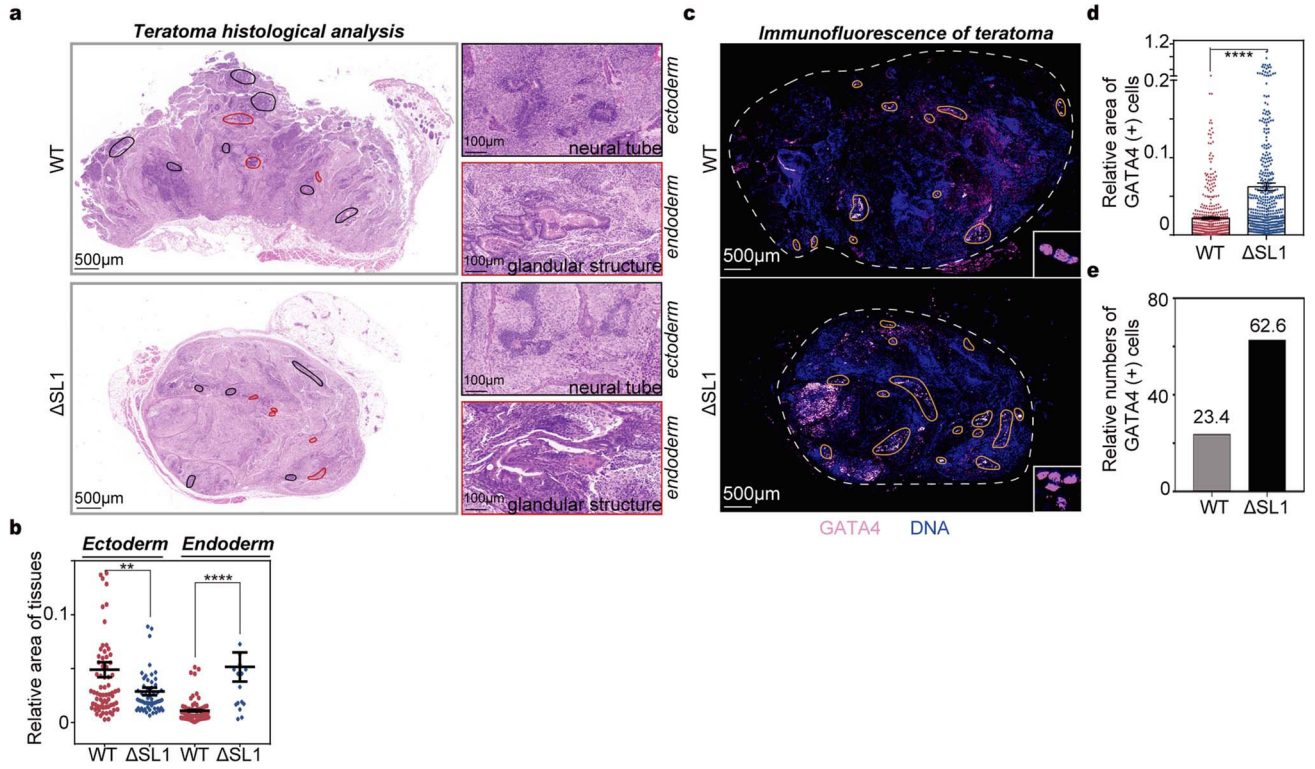 a
Teratoma histological analysis
WT
500μm
100μm
neural tube
ectoderm
100μm
glandular structure
endoderm
ΔSL1
500μm
100μm
neural tube
ectoderm
100μm
glandular structure
endoderm
b
Ectoderm Endoderm
Relative area of tissues
** ****
0.1
0
WT ΔSL1 WT ΔSL1
c
Immunofluorescence of teratoma
WT
500μm
ΔSL1
500μm
GATA4 DNA
d
Relative area of
GATA4 (+) cells
1.2
****
0.2
0.1
0
WT ΔSL1
e
Relative numbers of
GATA4 (+) cells
80
62.6
40
23.4
0
WT ΔSL1